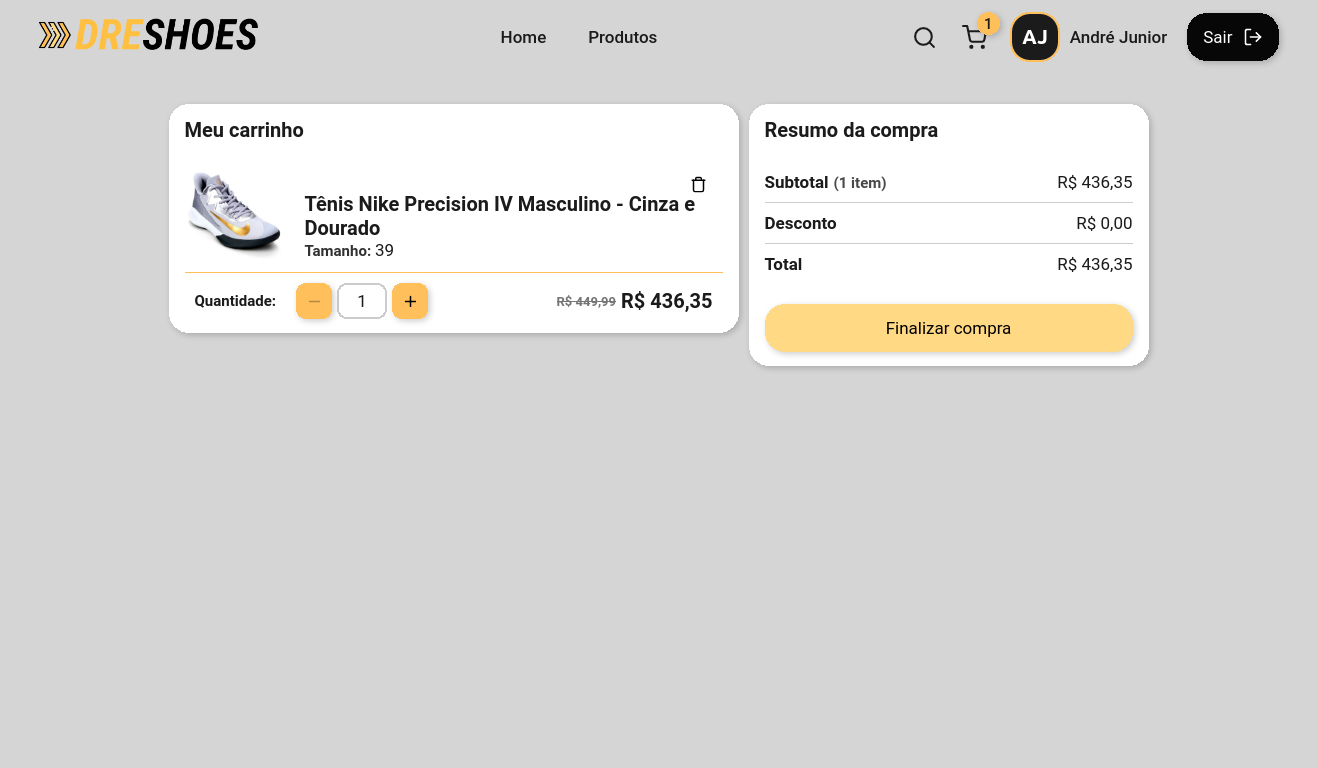 DRESHOES
Home
Produtos
1
AJ
André Junior
Sair
Meu carrinho
Tênis Nike Precision IV Masculino - Cinza e
Dourado
Tamanho: 39
Quantidade:
1
R$ 449,99 R$ 436,35
Resumo da compra
Subtotal (1 item) R$ 436,35
Desconto R$ 0,00
Total R$ 436,35
Finalizar compra